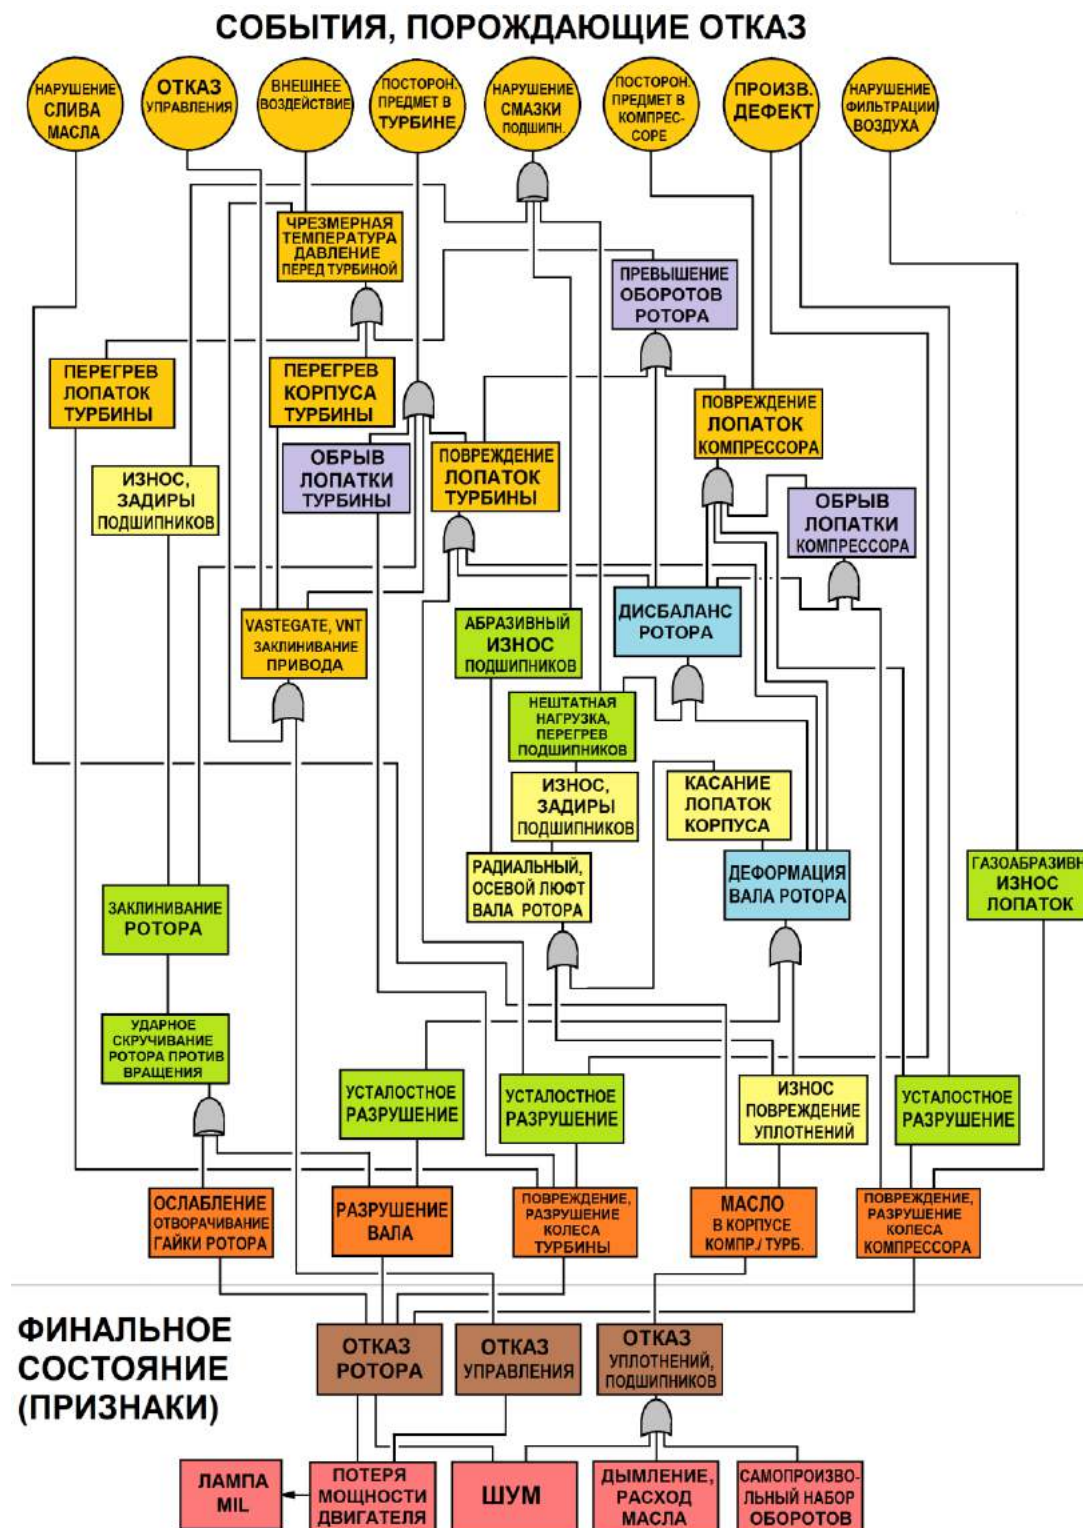 СОБЫТИЯ, ПОРОЖДАЮЩИЕ ОТКАЗ
НАРУШЕНИЕ
СЛИВА
МАСЛА
ОТКАЗ
УПРАВЛЕНИЯ
ВНЕШНЕЕ
ВОЗДЕЙСТВИЕ
ПОСТОРОН.
ПРЕДМЕТ В
ТУРБИНЕ
НАРУШЕНИЕ
СМАЗКИ
ПОДШИПН.
ПОСТОРОН.
ПРЕДМЕТ В
КОМПРЕС-
СОРЕ
ПРОИЗВ.
ДЕФЕКТ
НАРУШЕНИЕ
ФИЛЬТРАЦИИ
ВОЗДУХА
ЧРЕЗМЕРНАЯ
ТЕМПЕРАТУРА
ДАВЛЕНИЕ
ПЕРЕД ТУРБИНОЙ
ПРЕВЫШЕНИЕ
ОБОРОТОВ
РОТОРА
ПЕРЕГРЕВ
ЛОПАТОК
ТУРБИНЫ
ПЕРЕГРЕВ
КОРПУСА
ТУРБИНЫ
ПОВРЕЖДЕНИЕ
ЛОПАТОК
КОМПРЕССОРА
ИЗНОС,
ЗАДИРЫ
ПОДШИПНИКОВ
ОБРЫВ
ЛОПАТКИ
ТУРБИНЫ
ПОВРЕЖДЕНИЕ
ЛОПАТОК
ТУРБИНЫ
ОБРЫВ
ЛОПАТКИ
КОМПРЕССОРА
VASTEGATE, VNT
ЗАКЛИНИВАНИЕ
ПРИВОДА
АБРАЗИВНЫЙ
ИЗНОС
ПОДШИПНИКОВ
ДИСБАЛАНС
РОТОРА
НЕШТАТНАЯ
НАГРУЗКА,
ПЕРЕГРЕВ
ПОДШИПНИКОВ
ИЗНОС,
ЗАДИРЫ
ПОДШИПНИКОВ
КАСАНИЕ
ЛОПАТОК
КОРПУСА
РАДИАЛЬНЫЙ,
ОСЕВОЙ ЛЮФТ
ВАЛА РОТОРА
ДЕФОРМАЦИЯ
ВАЛА РОТОРА
ГАЗОАБРАЗИВН
ИЗНОС
ЛОПАТОК
ЗАКЛИНИВАНИЕ
РОТОРА
УДАРНОЕ
СКРУЧИВАНИЕ
РОТОРА ПРОТИВ
ВРАЩЕНИЯ
УСТАЛОСТНОЕ
РАЗРУШЕНИЕ
УСТАЛОСТНОЕ
РАЗРУШЕНИЕ
ИЗНОС
ПОВРЕЖДЕНИЕ
УПЛОТНЕНИЙ
УСТАЛОСТНОЕ
РАЗРУШЕНИЕ
ОСЛАБЛЕНИЕ
ОТВОРАЧИВАНИЕ
ГАЙКИ РОТОРА
РАЗРУШЕНИЕ
ВАЛА
ПОВРЕЖДЕНИЕ,
РАЗРУШЕНИЕ
КОЛЕСА
ТУРБИНЫ
МАСЛО
В КОРПУСЕ
КОМПР./ ТУРБ.
ПОВРЕЖДЕНИЕ,
РАЗРУШЕНИЕ
КОЛЕСА
КОМПРЕССОРА
ФИНАЛЬНОЕ
СОСТОЯНИЕ
(ПРИЗНАКИ)
ОТКАЗ
РОТОРА
ОТКАЗ
УПРАВЛЕНИЯ
ОТКАЗ
УПЛОТНЕНИЙ,
ПОДШИПНИКОВ
ЛАМПА
MIL
ПОТЕРЯ
МОЩНОСТИ
ДВИГАТЕЛЯ
ШУМ
ДЫМЛЕНИЕ,
РАСХОД
МАСЛА
САМОПРОИЗВО-
ЛЬНЫЙ НАБОР
ОБОРОТОВ